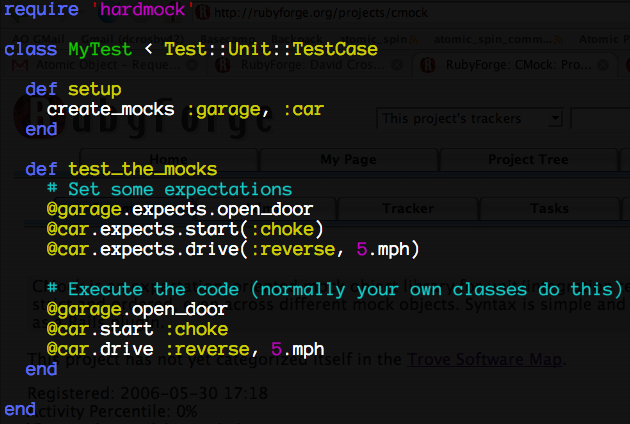 require 'hardmock'
http://rubyforge.org/projects/cmock
class MyTest < Test::Unit::TestCase
Atomic Object - Reque...
RubyForge: David Cros...
RubyForge: CMock: Pro...
def setup
create_mocks :garage, :car
This project's trackers
end
Home
My Page
Project Tree
def test_the_mocks
# Set some expectations
@garage.expects.open_door
Tracker
Tasks
@car.expects.start(:choke)
@car.expects.drive(:reverse, 5.mph)
# Execute the code (normally your own classes do this)
@garage.open_door
across different mock objects. Syntax is simple and
@car.start :choke
@car.drive :reverse, 5.mph
This project has not yet categorized itself in the Trove Software Map.
end
Registered: 2006-05-30 17:18
Activity Percentile: 0%
end